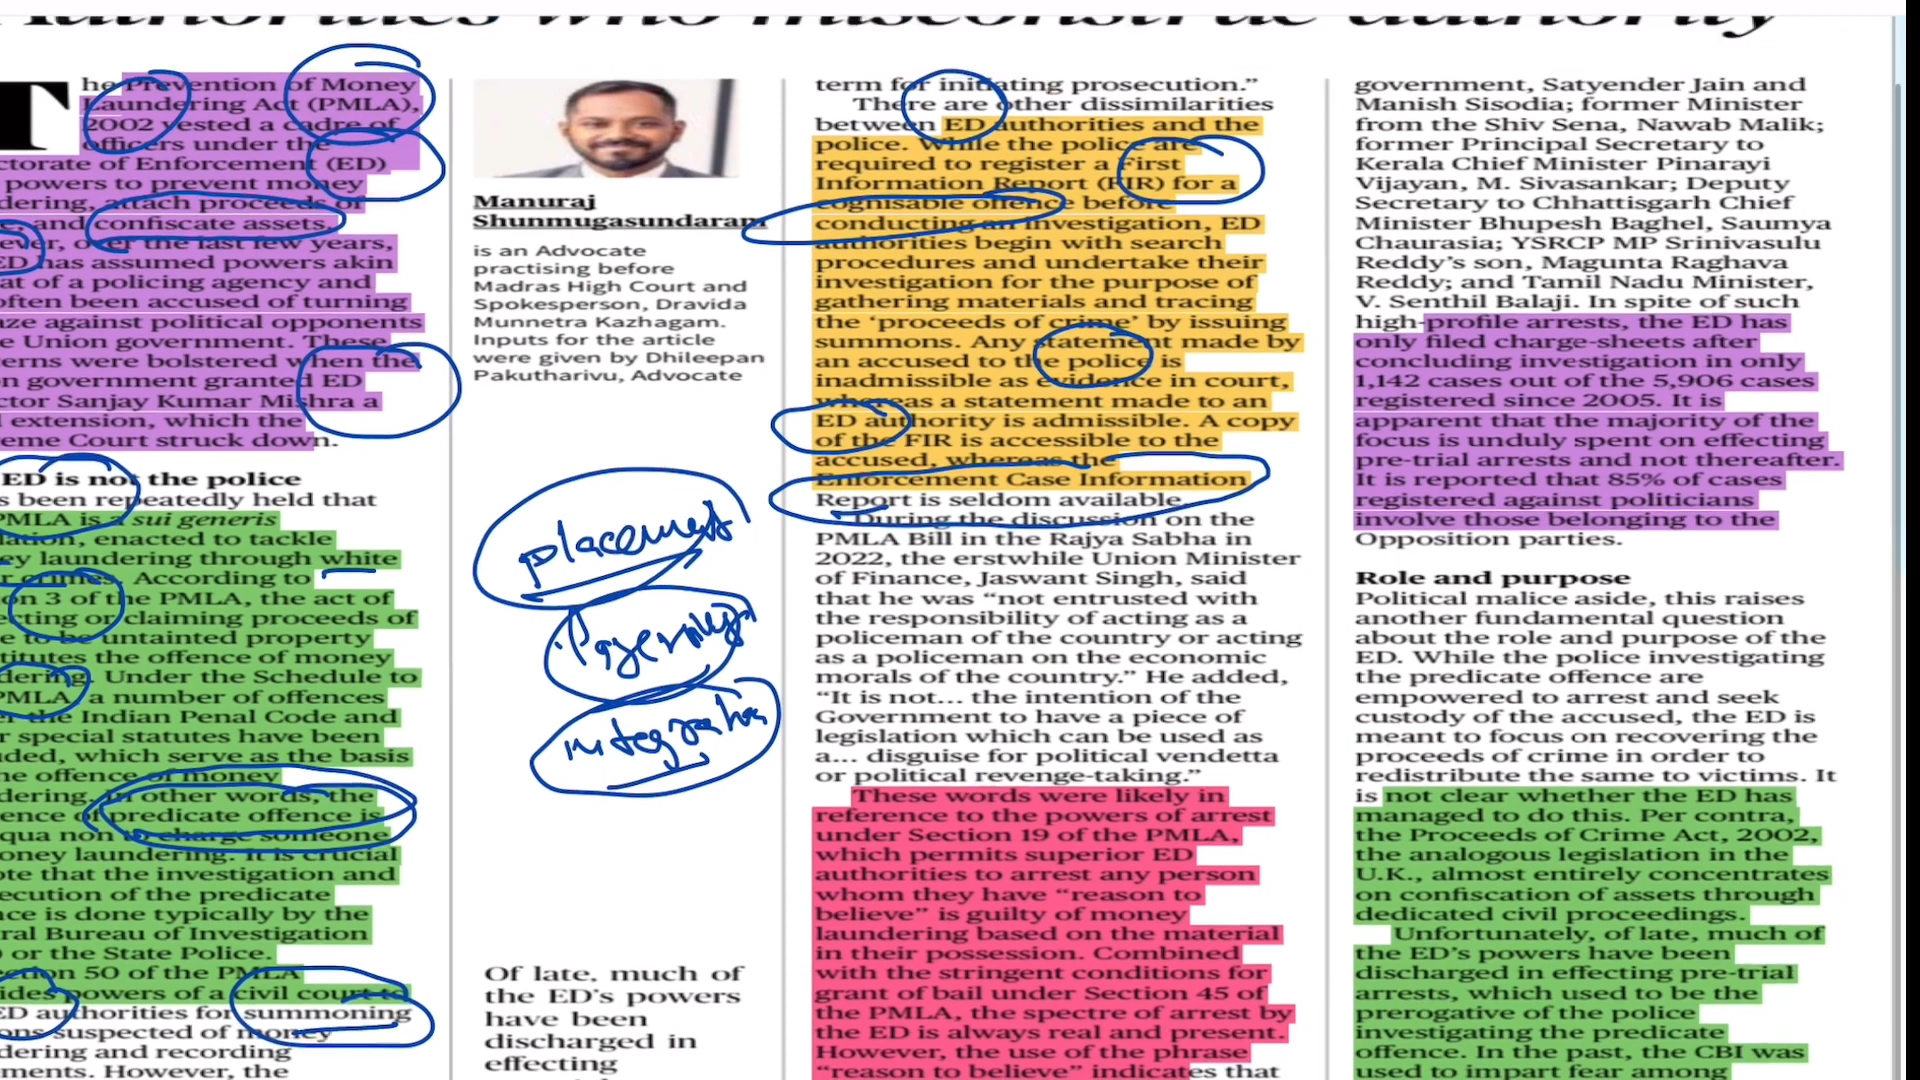 Authorities who misconstrue authority
The Prevention of Money
Laundering Act (PMLA),
2002 vested a cadre of
officers under the
ctorate of Enforcement (ED)
powers to prevent money
dering, attach proceeds of
e, and confiscate assets.
ever, over the last few years,
ED has assumed powers akin
at of a policing agency and
often been accused of turning
aze against political opponents
e Union government. These
terns were bolstered when the
on government granted ED
ctor Sanjay Kumar Mishra a
l extension, which the
eme Court struck down.
ED is not the police
s been repeatedly held that
PMLA is a sui generis
lation, enacted to tackle
ey laundering through white
r crimes. According to
on 3 of the PMLA, the act of
ecting or claiming proceeds of
e to be untainted property
stitutes the offence of money
dering. Under the Schedule to
PMLA, a number of offences
er the Indian Penal Code and
r special statutes have been
uded, which serve as the basis
he offence of money
dering. In other words, the
ence of predicate offence is
qua non to charge someone
oney laundering. It is crucial
ote that the investigation and
ecution of the predicate
nce is done typically by the
ral Bureau of Investigation
) or the State Police.
ection 50 of the PMLA
ides powers of a civil court to
ED authorities for summoning
ons suspected of money
dering and recording
ments. However, the
Manuraj
Shunmugasundaram
is an Advocate
practising before
Madras High Court and
Spokesperson, Dravida
Munnetra Kazhagam.
Inputs for the article
were given by Dhileepan
Pakutharivu, Advocate
placement
integration
Of late, much of
the ED's powers
have been
discharged in
effecting
term for initiating prosecution.”
There are other dissimilarities
between ED authorities and the
police. While the police are
required to register a First
Information Report (FIR) for a
cognisable offence before
conducting an investigation, ED
authorities begin with search
procedures and undertake their
investigation for the purpose of
gathering materials and tracing
the ‘proceeds of crime’ by issuing
summons. Any statement made by
an accused to the police is
inadmissible as evidence in court,
whereas a statement made to an
ED authority is admissible. A copy
of the FIR is accessible to the
accused, whereas the
Enforcement Case Information
Report is seldom available.
During the discussion on the
PMLA Bill in the Rajya Sabha in
2022, the erstwhile Union Minister
of Finance, Jaswant Singh, said
that he was “not entrusted with
the responsibility of acting as a
policeman of the country or acting
as a policeman on the economic
morals of the country.” He added,
“It is not... the intention of the
Government to have a piece of
legislation which can be used as
a... disguise for political vendetta
or political revenge-taking.”
These words were likely in
reference to the powers of arrest
under Section 19 of the PMLA,
which permits superior ED
authorities to arrest any person
whom they have “reason to
believe” is guilty of money
laundering based on the material
in their possession. Combined
with the stringent conditions for
grant of bail under Section 45 of
the PMLA, the spectre of arrest by
the ED is always real and present.
However, the use of the phrase
“reason to believe” indicates that
government, Satyender Jain and
Manish Sisodia; former Minister
from the Shiv Sena, Nawab Malik;
former Principal Secretary to
Kerala Chief Minister Pinarayi
Vijayan, M. Sivasankar; Deputy
Secretary to Chhattisgarh Chief
Minister Bhupesh Baghel, Saumya
Chaurasia; YSRCP MP Srinivasulu
Reddy’s son, Magunta Raghava
Reddy; and Tamil Nadu Minister,
V. Senthil Balaji. In spite of such
high-profile arrests, the ED has
only filed charge-sheets after
concluding investigation in only
1,142 cases out of the 5,906 cases
registered since 2005. It is
apparent that the majority of the
focus is unduly spent on effecting
pre-trial arrests and not thereafter.
It is reported that 85% of cases
registered against politicians
involve those belonging to the
Opposition parties.
Role and purpose
Political malice aside, this raises
another fundamental question
about the role and purpose of the
ED. While the police investigating
the predicate offence are
empowered to arrest and seek
custody of the accused, the ED is
meant to focus on recovering the
proceeds of crime in order to
redistribute the same to victims. It
is not clear whether the ED has
managed to do this. Per contra,
the Proceeds of Crime Act, 2002,
the analogous legislation in the
U.K., almost entirely concentrates
on confiscation of assets through
dedicated civil proceedings.
Unfortunately, of late, much of
the ED’s powers have been
discharged in effecting pre-trial
arrests, which used to be the
prerogative of the police
investigating the predicate
offence. In the past, the CBI was
used to impart fear among